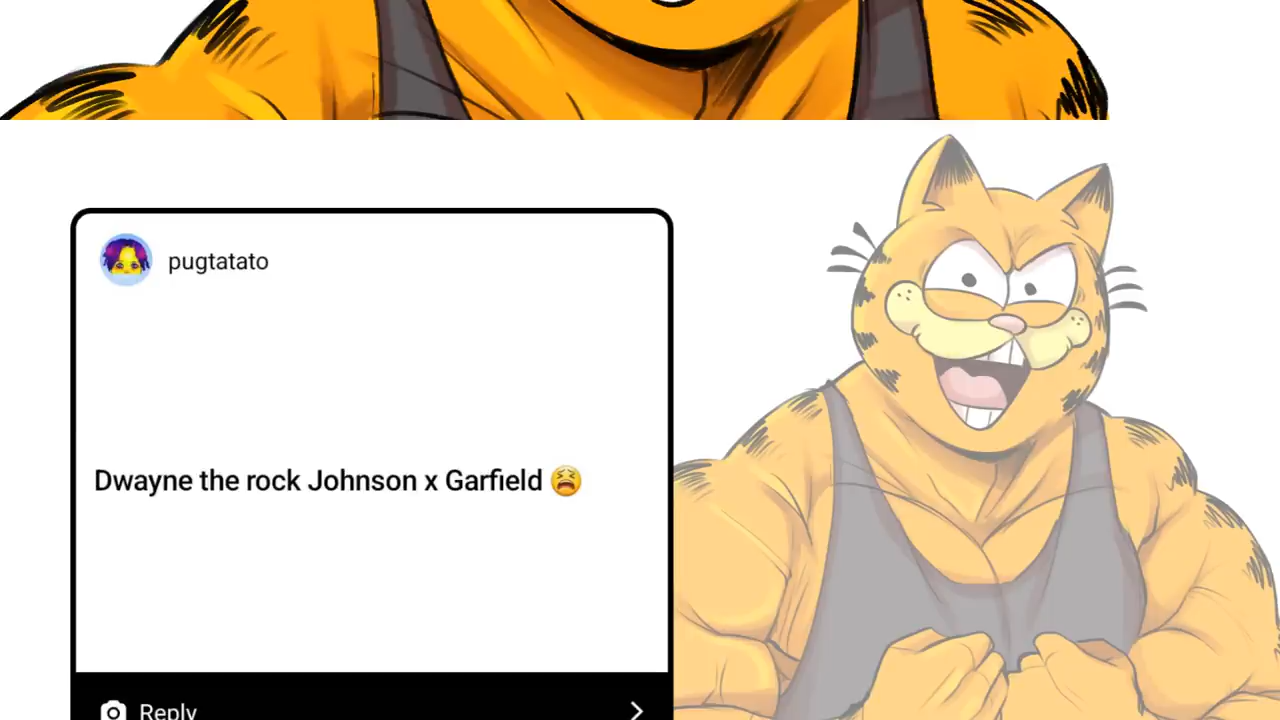 pugtatato
Dwayne the rock Johnson x Garfield 😫
Reply